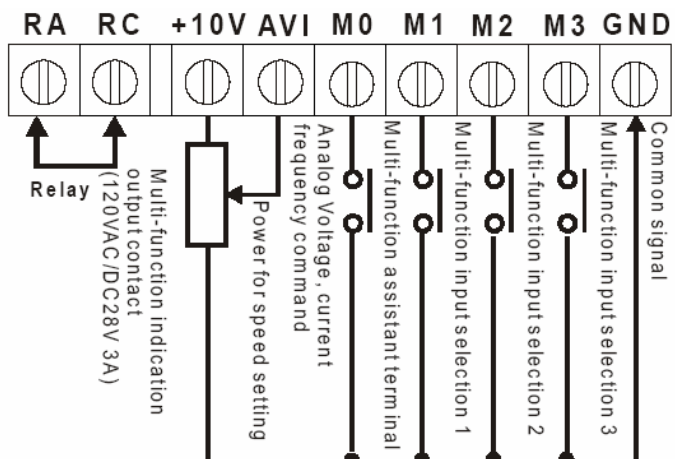 RA RC +10V AVI M0 M1 M2 M3 GND
Relay
Multi-function indication
output contact
(120VAC/DC28V 3A)
Power for speed setting
Analog Voltage, current
frequency command
Multi-function assistant terminal
Multi-function input selection 1
Multi-function input selection 2
Multi-function input selection 3
Common signal